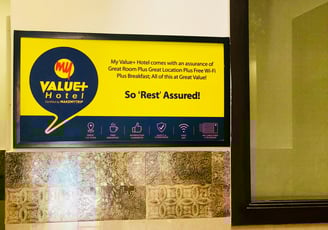 My
VALUE+
Hotel
Certified by MAKEMYTRIP
My Value+ Hotel comes with an assurance of
Great Room Plus Great Location Plus Free Wi-Fi
Plus Breakfast; All of this at Great Value!
So 'Rest' Assured!